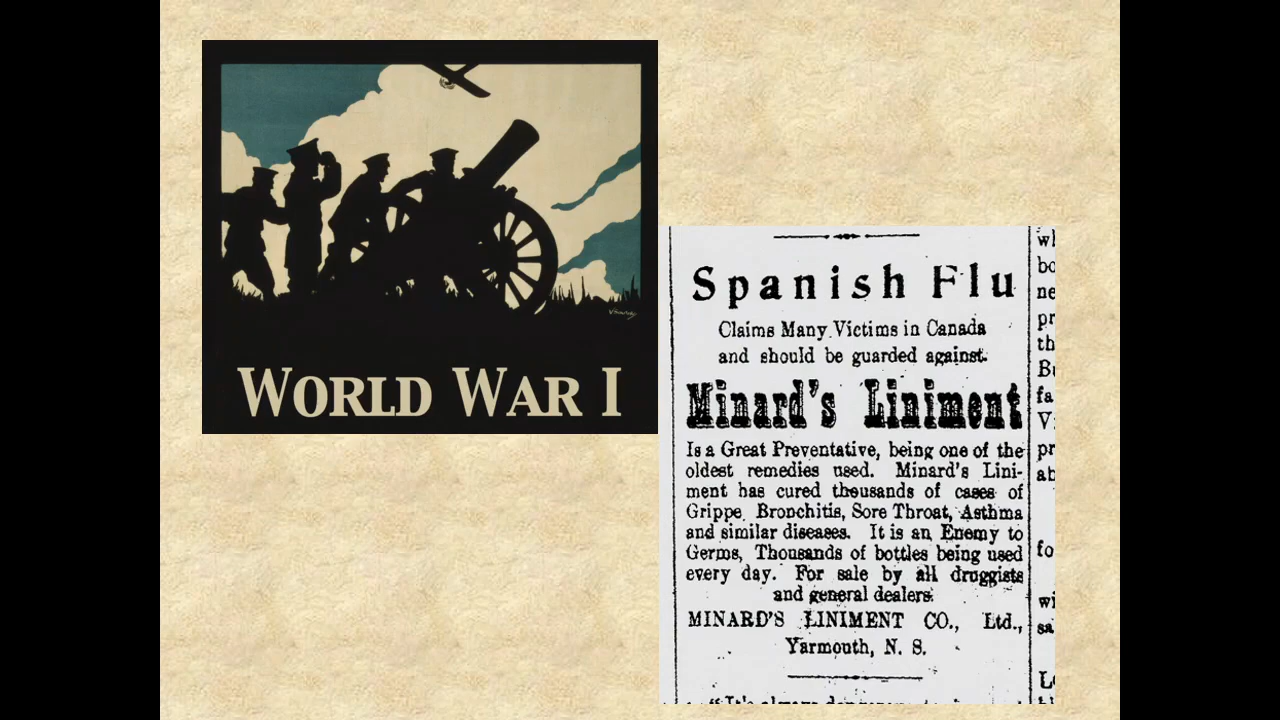 WORLD WAR I
Spanish Flu
Claims Many Victims in Canada
and should be guarded against.
Minard's Liniment
Is a Great Preventative, being one of the
oldest remedies used. Minard's Lini-
ment has cured thousands of cases of
Grippe, Bronchitis, Sore Throat, Asthma
and similar diseases. It is an Enemy to
Germs, Thousands of bottles being used
every day. For sale by all druggists
and general dealers.
MINARD'S LINIMENT CO., Ltd.,
Yarmouth, N. S.